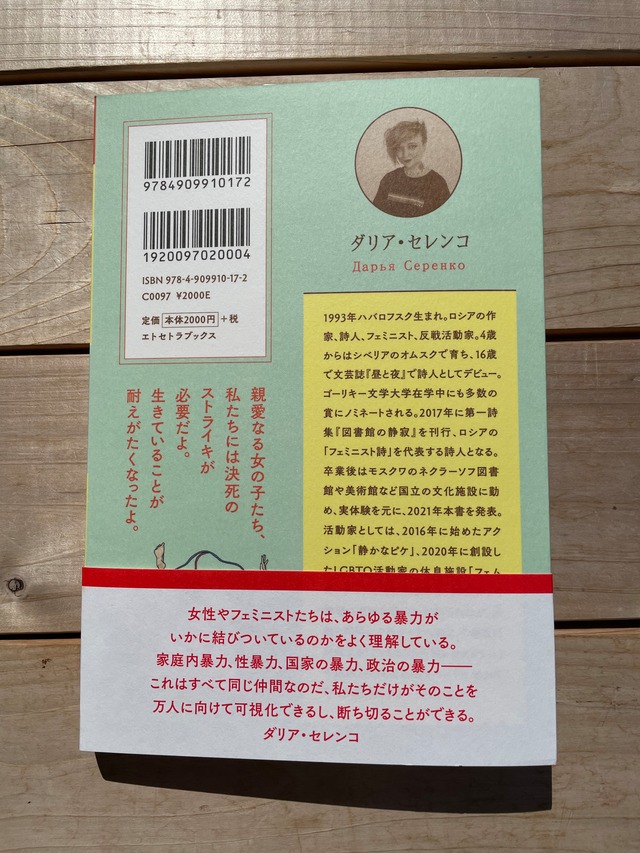 9784909910172
1920097020004
ISBN 978-4-909910-17-2
C0097 ¥2000E
定価 本体2000円 +税
エトセトラブックス
ダリア・セレンコ
Дарья Серенко
1993年ハバロフスク生まれ。ロシアの作
家、詩人、フェミニスト、反戦活動家。4歳
からはシベリアのオムスクで育ち、16歳
で文芸誌『昼と夜』で詩人としてデビュー。
ゴーリキー文学大学在学中にも多数の
賞にノミネートされる。2017年に第一詩
集『図書館の静寂』を刊行、ロシアの
「フェミニスト詩」を代表する詩人となる。
卒業後はモスクワのネクラーソフ図書
館や美術館など国立の文化施設に勤
め、実体験を元に、2021年本書を発表。
活動家としては、2016年に始めたアク
ション「静かなピケ」、2020年に創設し
たLGBTQ活動家の休息施設「フェム
親愛なる女の子たち、
私たちには決死の
ストライキが
必要だよ。
生きていることが
耐えがたくなったよ。
女性やフェミニストたちは、あらゆる暴力が
いかに結びついているのかをよく理解している。
家庭内暴力、性暴力、国家の暴力、政治の暴力――
これはすべて同じ仲間なのだ、私たちだけがそのことを
万人に向けて可視化できるし、断ち切ることができる。
ダリア・セレンコ